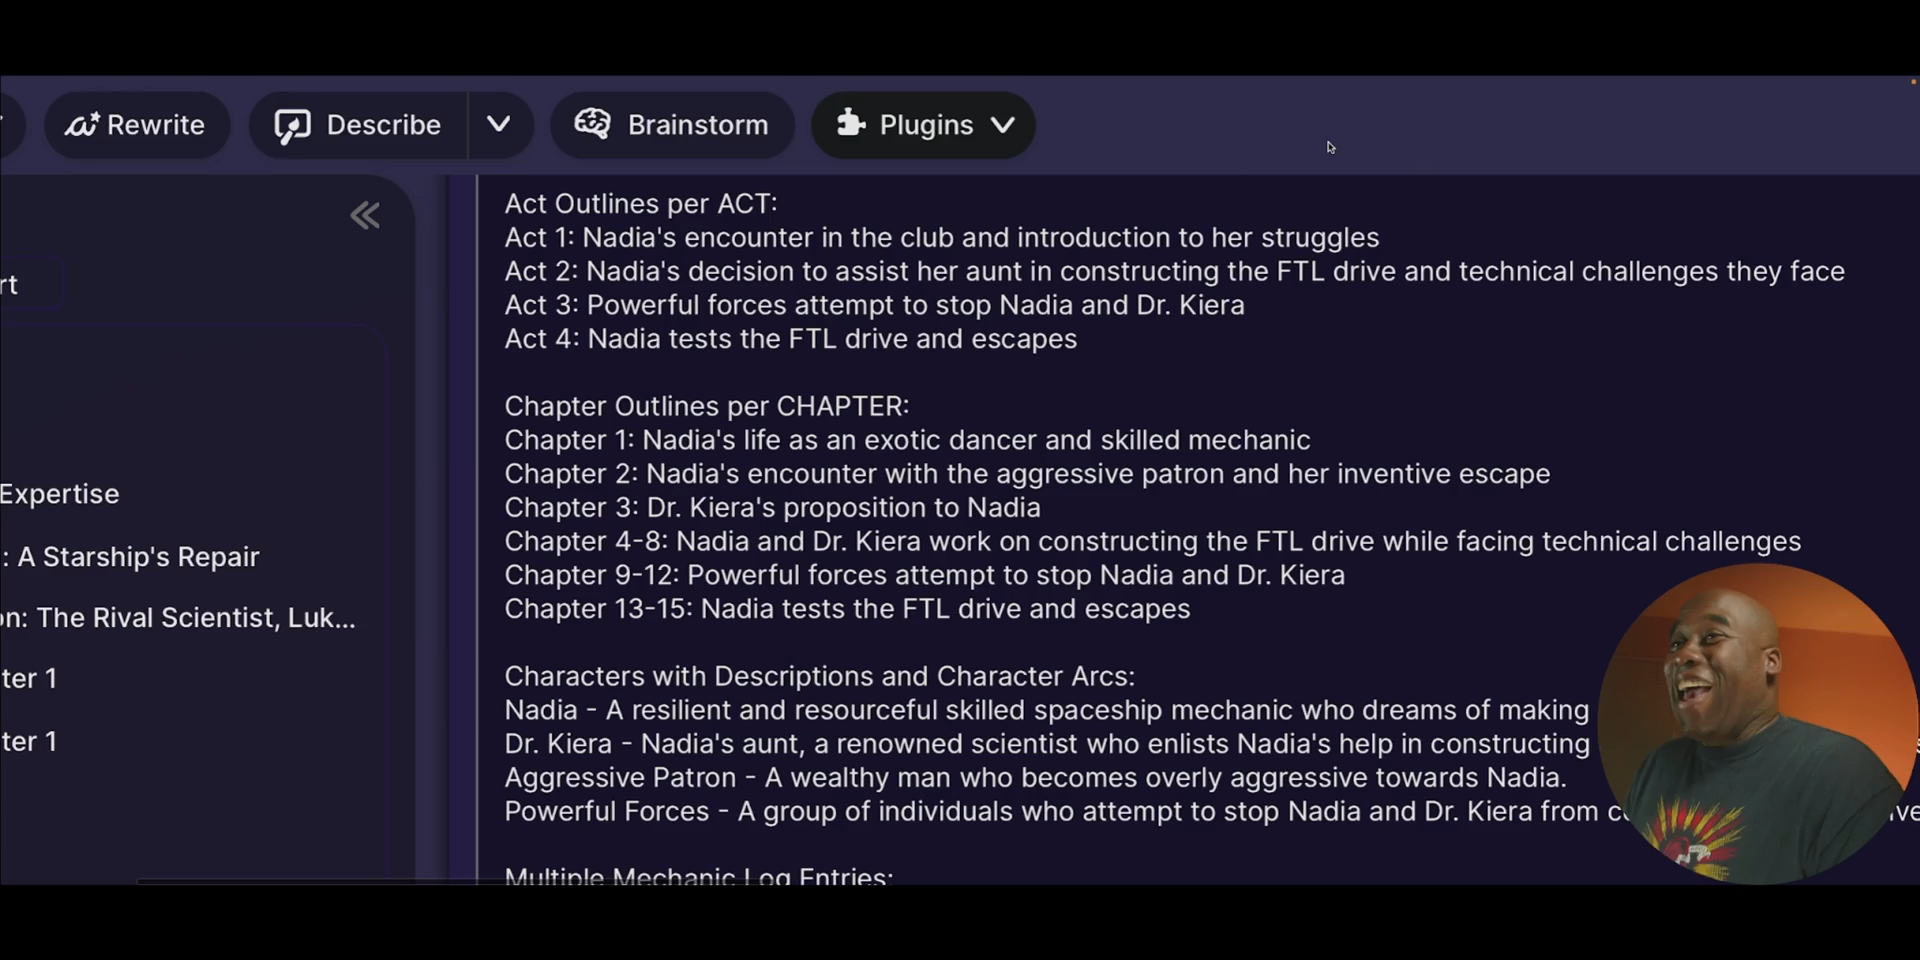 Rewrite
Describe
Brainstorm
Plugins
rt
Expertise
: A Starship's Repair
on: The Rival Scientist, Luk...
ter 1
ter 1
Act Outlines per ACT:
Act 1: Nadia's encounter in the club and introduction to her struggles
Act 2: Nadia's decision to assist her aunt in constructing the FTL drive and technical challenges they face
Act 3: Powerful forces attempt to stop Nadia and Dr. Kiera
Act 4: Nadia tests the FTL drive and escapes
Chapter Outlines per CHAPTER:
Chapter 1: Nadia's life as an exotic dancer and skilled mechanic
Chapter 2: Nadia's encounter with the aggressive patron and her inventive escape
Chapter 3: Dr. Kiera's proposition to Nadia
Chapter 4-8: Nadia and Dr. Kiera work on constructing the FTL drive while facing technical challenges
Chapter 9-12: Powerful forces attempt to stop Nadia and Dr. Kiera
Chapter 13-15: Nadia tests the FTL drive and escapes
Characters with Descriptions and Character Arcs:
Nadia - A resilient and resourceful skilled spaceship mechanic who dreams of making
Dr. Kiera - Nadia's aunt, a renowned scientist who enlists Nadia's help in constructing
Aggressive Patron - A wealthy man who becomes overly aggressive towards Nadia.
Powerful Forces - A group of individuals who attempt to stop Nadia and Dr. Kiera from
Multiple Mechanic Log Entries: